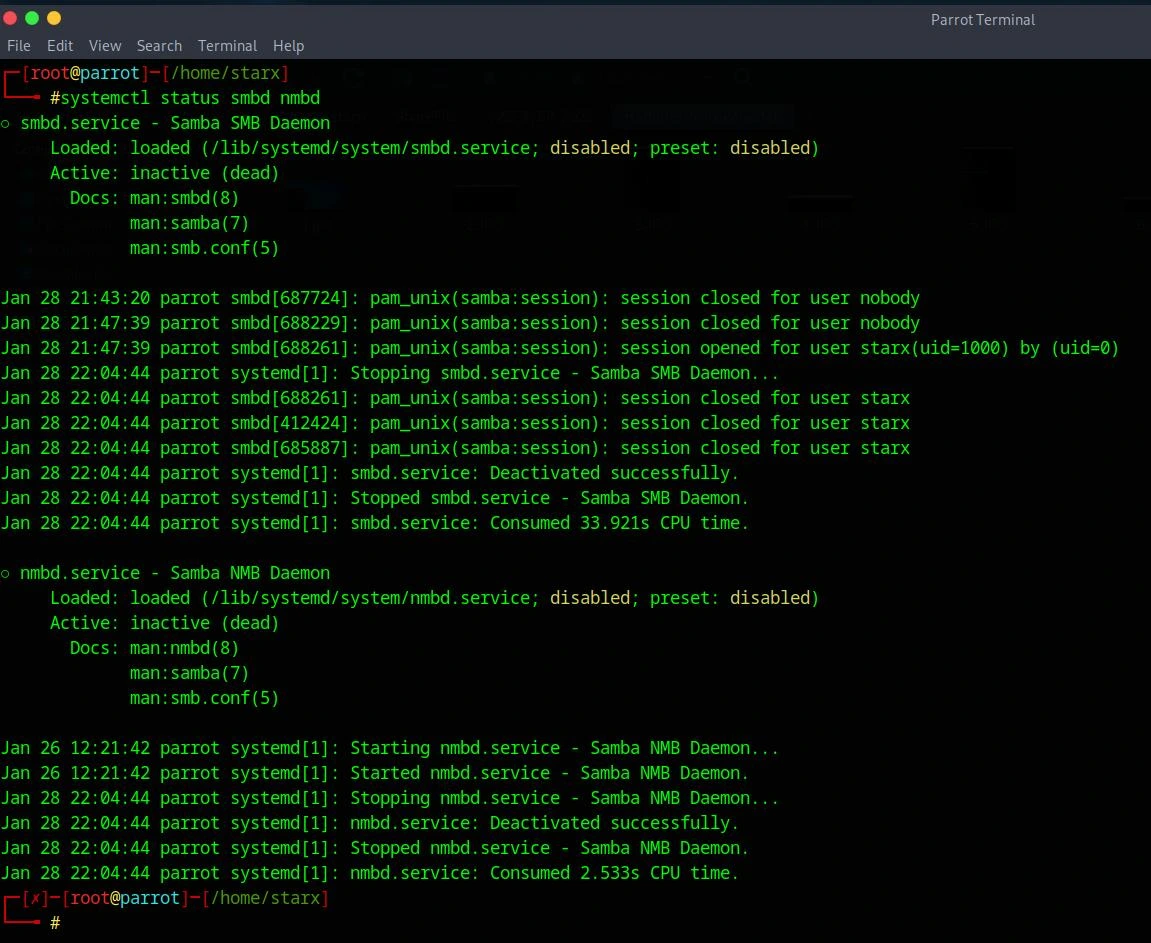 Parrot Terminal
File Edit View Search Terminal Help
┌─[root@parrot]─[/home/starx]
└──╼ #systemctl status smbd nmbd
○ smbd.service - Samba SMB Daemon
     Loaded: loaded (/lib/systemd/system/smbd.service; disabled; preset: disabled)
     Active: inactive (dead)
       Docs: man:smbd(8)
             man:samba(7)
             man:smb.conf(5)

Jan 28 21:43:20 parrot smbd[687724]: pam_unix(samba:session): session closed for user nobody
Jan 28 21:47:39 parrot smbd[688229]: pam_unix(samba:session): session closed for user nobody
Jan 28 21:47:39 parrot smbd[688261]: pam_unix(samba:session): session opened for user starx(uid=1000) by (uid=0)
Jan 28 22:04:44 parrot systemd[1]: Stopping smbd.service - Samba SMB Daemon...
Jan 28 22:04:44 parrot smbd[688261]: pam_unix(samba:session): session closed for user starx
Jan 28 22:04:44 parrot smbd[412424]: pam_unix(samba:session): session closed for user starx
Jan 28 22:04:44 parrot smbd[685887]: pam_unix(samba:session): session closed for user starx
Jan 28 22:04:44 parrot systemd[1]: smbd.service: Deactivated successfully.
Jan 28 22:04:44 parrot systemd[1]: Stopped smbd.service - Samba SMB Daemon.
Jan 28 22:04:44 parrot systemd[1]: smbd.service: Consumed 33.921s CPU time.

○ nmbd.service - Samba NMB Daemon
     Loaded: loaded (/lib/systemd/system/nmbd.service; disabled; preset: disabled)
     Active: inactive (dead)
       Docs: man:nmbd(8)
             man:samba(7)
             man:smb.conf(5)

Jan 26 12:21:42 parrot systemd[1]: Starting nmbd.service - Samba NMB Daemon...
Jan 26 12:21:42 parrot systemd[1]: Started nmbd.service - Samba NMB Daemon.
Jan 28 22:04:44 parrot systemd[1]: Stopping nmbd.service - Samba NMB Daemon...
Jan 28 22:04:44 parrot systemd[1]: nmbd.service: Deactivated successfully.
Jan 28 22:04:44 parrot systemd[1]: Stopped nmbd.service - Samba NMB Daemon.
Jan 28 22:04:44 parrot systemd[1]: nmbd.service: Consumed 2.533s CPU time.
┌─[✗]─[root@parrot]─[/home/starx]
└──╼ #